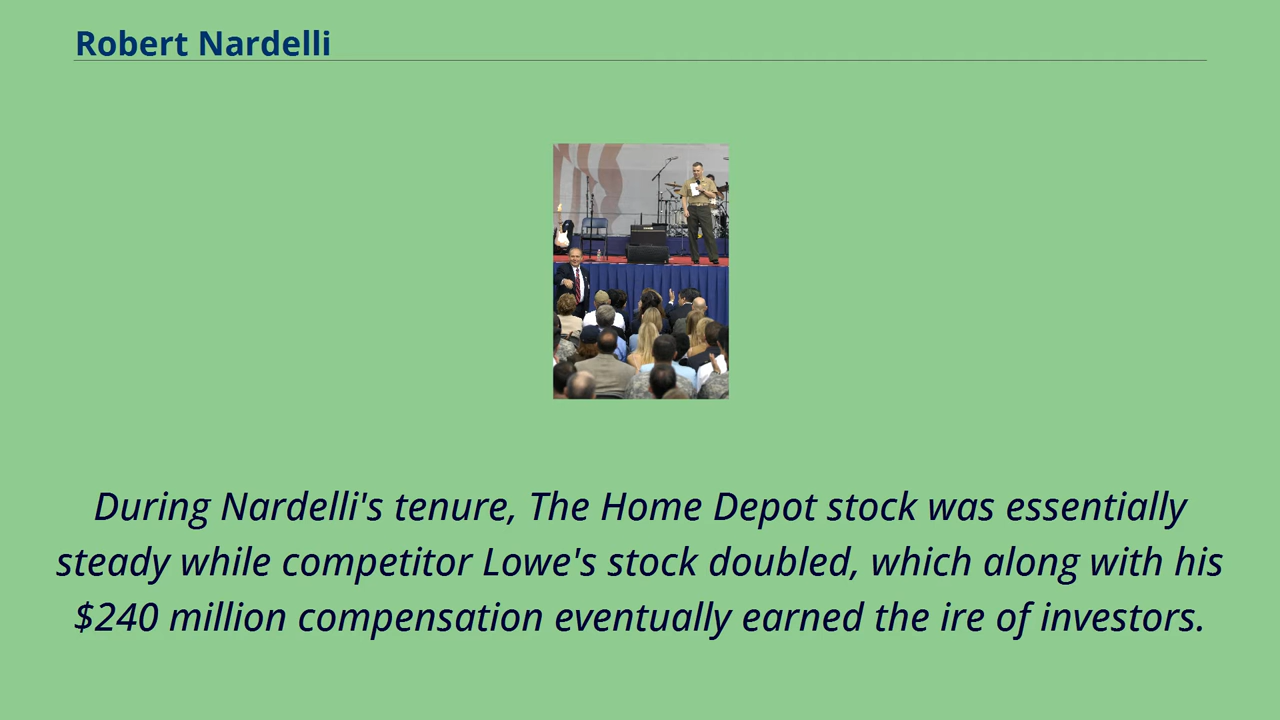 Robert Nardelli
During Nardelli's tenure, The Home Depot stock was essentially
steady while competitor Lowe's stock doubled, which along with his
$240 million compensation eventually earned the ire of investors.